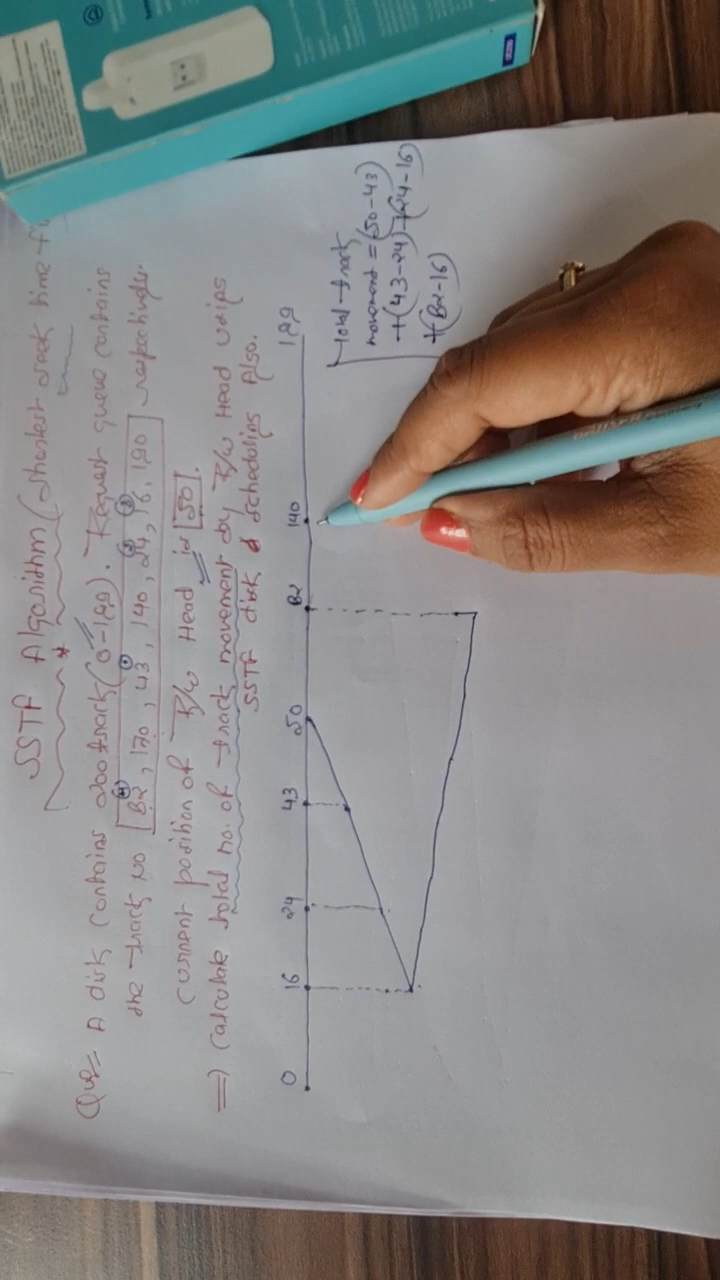 SSTF Algorithm (shortest seek time
Que= A disk contains 200 track (0-199). Request queue contains
the track no 82, 170, 43, 140, 24, 16, 190 respectively.
current position of R/W Head is 50.
⇒) Calculate total no. of track movement by R/W Head using
SSTF disk scheduling Also.
0 16 24 43 50 82 140 199
total track
movement = (50-43)
+(43-24)+(24-16)
+(82-16)